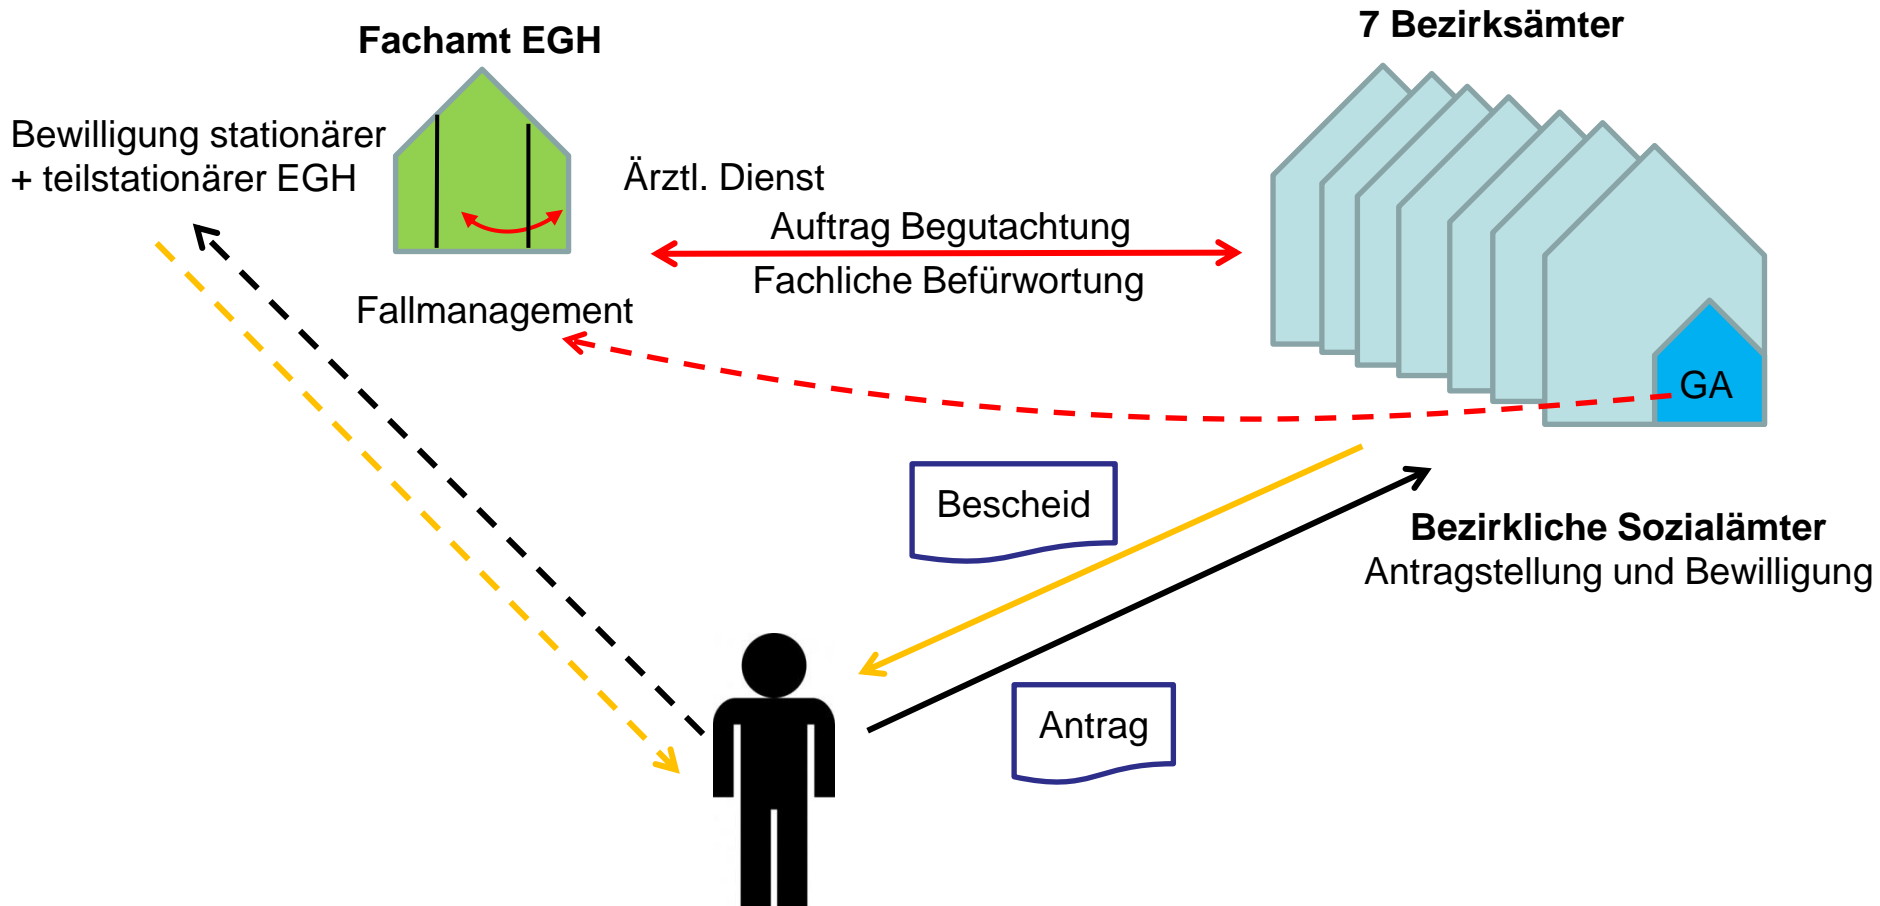 7 Bezirksämter
Fachamt EGH
Bewilligung stationärer
+ teilstationärer EGH
Ärztl. Dienst
Auftrag Begutachtung
Fachliche Befürwortung
Fallmanagement
GA
Bescheid
Bezirkliche Sozialämter
Antragstellung und Bewilligung
Antrag